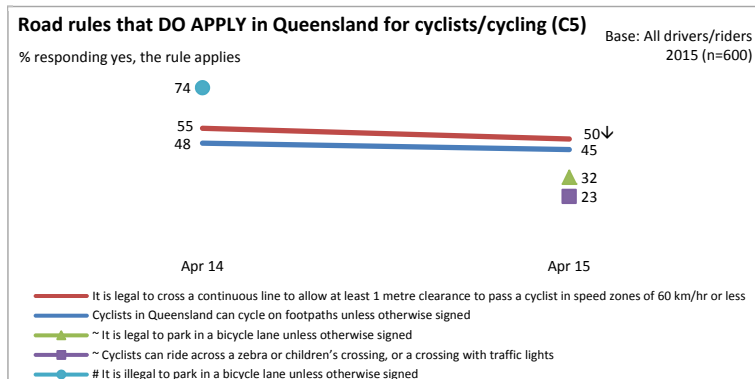 Road rules that DO APPLY in Queensland for cyclists/cycling (C5)
Base: All drivers/riders
2015 (n=600)
% responding yes, the rule applies
74
55
48
50↓
45
32
23
Apr 14
Apr 15
It is legal to cross a continuous line to allow at least 1 metre clearance to pass a cyclist in speed zones of 60 km/hr or less
Cyclists in Queensland can cycle on footpaths unless otherwise signed
~ It is legal to park in a bicycle lane unless otherwise signed
~ Cyclists can ride across a zebra or children’s crossing, or a crossing with traffic lights
# It is illegal to park in a bicycle lane unless otherwise signed